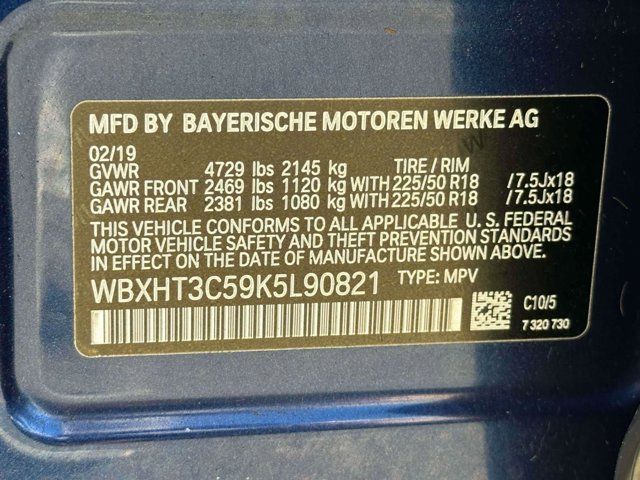 MFD BY BAYERISCHE MOTOREN WERKE AG
02/19
GVWR 4729 lbs 2145 kg TIRE / RIM
GAWR FRONT 2469 lbs 1120 kg WITH 225/50 R18 /7.5Jx18
GAWR REAR 2381 lbs 1080 kg WITH 225/50 R18 /7.5Jx18
THIS VEHICLE CONFORMS TO ALL APPLICABLE U. S. FEDERAL
MOTOR VEHICLE SAFETY AND THEFT PREVENTION STANDARDS
IN EFFECT ON THE DATE OF MANUFACTURE SHOWN ABOVE.
WBXHT3C59K5L90821 TYPE: MPV
C10/5
7 320 730